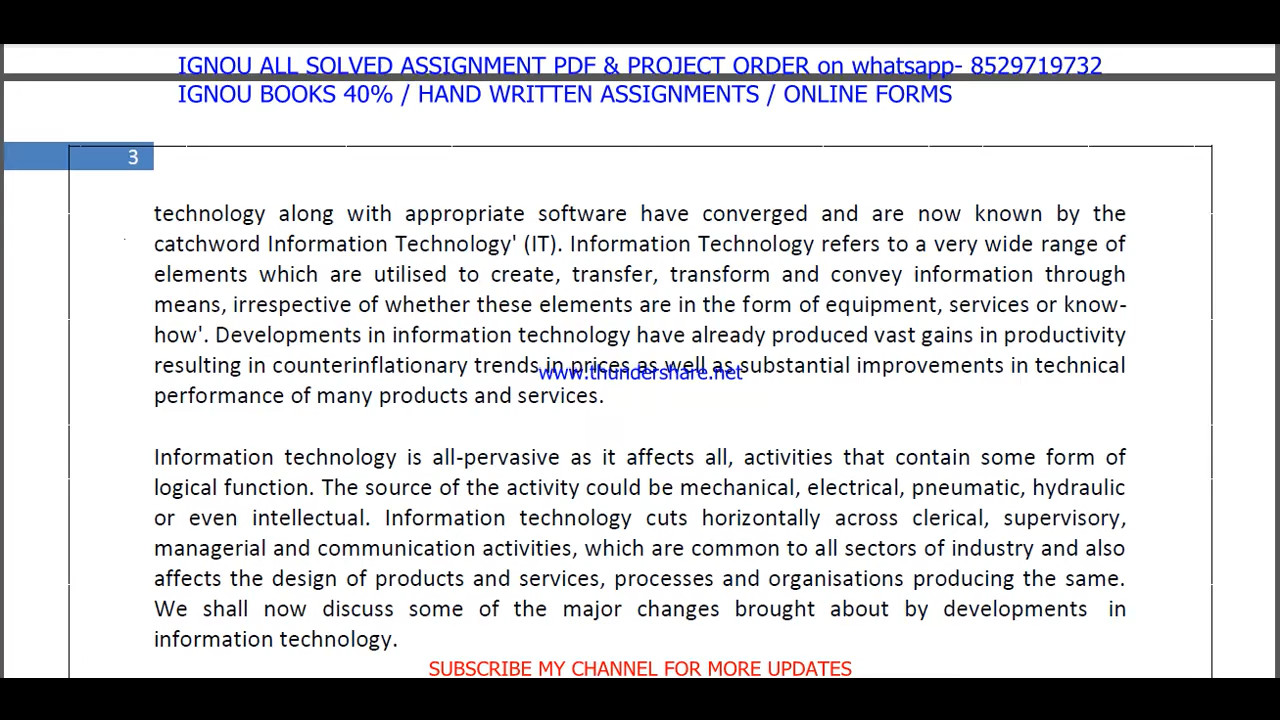 IGNOU ALL SOLVED ASSIGNMENT PDF & PROJECT ORDER on whatsapp- 8529719732
IGNOU BOOKS 40% / HAND WRITTEN ASSIGNMENTS / ONLINE FORMS
3
technology along with appropriate software have converged and are now known by the
catchword Information Technology' (IT). Information Technology refers to a very wide range of
elements which are utilised to create, transfer, transform and convey information through
means, irrespective of whether these elements are in the form of equipment, services or know-
how'. Developments in information technology have already produced vast gains in productivity
resulting in counterinflationary trends in prices as well as substantial improvements in technical
www.thundershare.net
performance of many products and services.
Information technology is all-pervasive as it affects all, activities that contain some form of
logical function. The source of the activity could be mechanical, electrical, pneumatic, hydraulic
or even intellectual. Information technology cuts horizontally across clerical, supervisory,
managerial and communication activities, which are common to all sectors of industry and also
affects the design of products and services, processes and organisations producing the same.
We shall now discuss some of the major changes brought about by developments in
information technology.
SUBSCRIBE MY CHANNEL FOR MORE UPDATES